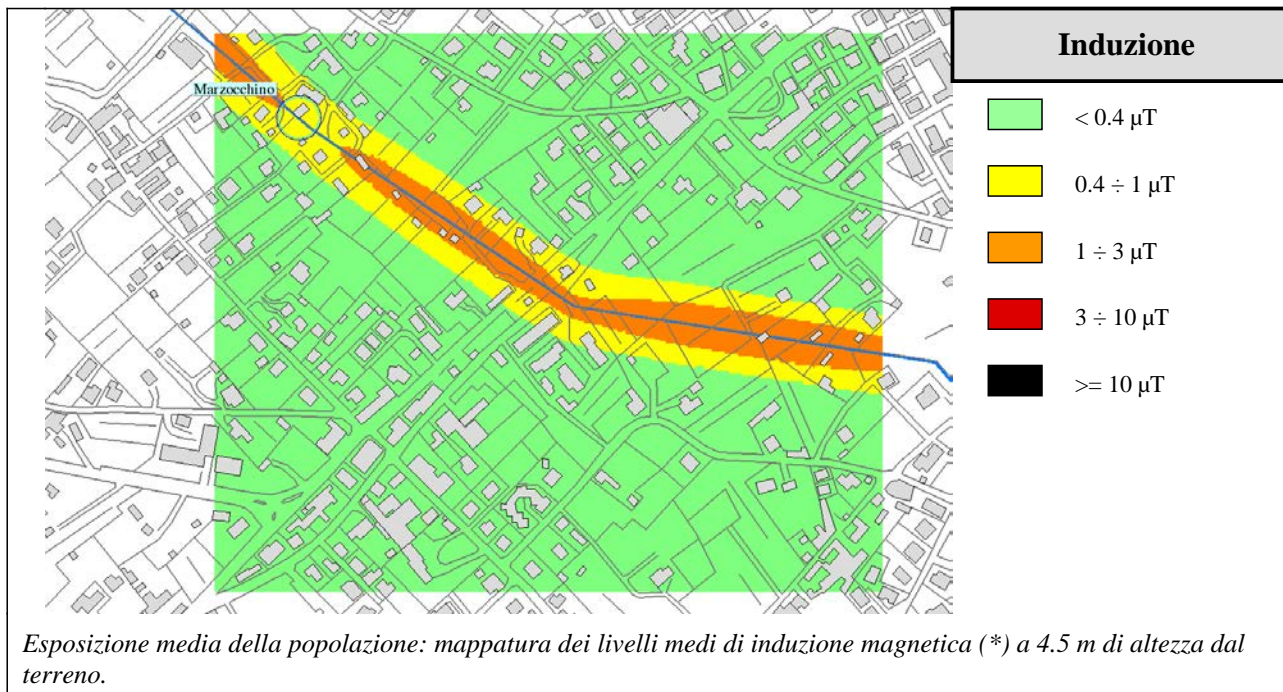 Induzione
Marzocchino
< 0.4 μT
0.4 ÷ 1 μT
1 ÷ 3 μT
3 ÷ 10 μT
>= 10 μT
Esposizione media della popolazione: mappatura dei livelli medi di induzione magnetica (*) a 4.5 m di altezza dal
terreno.